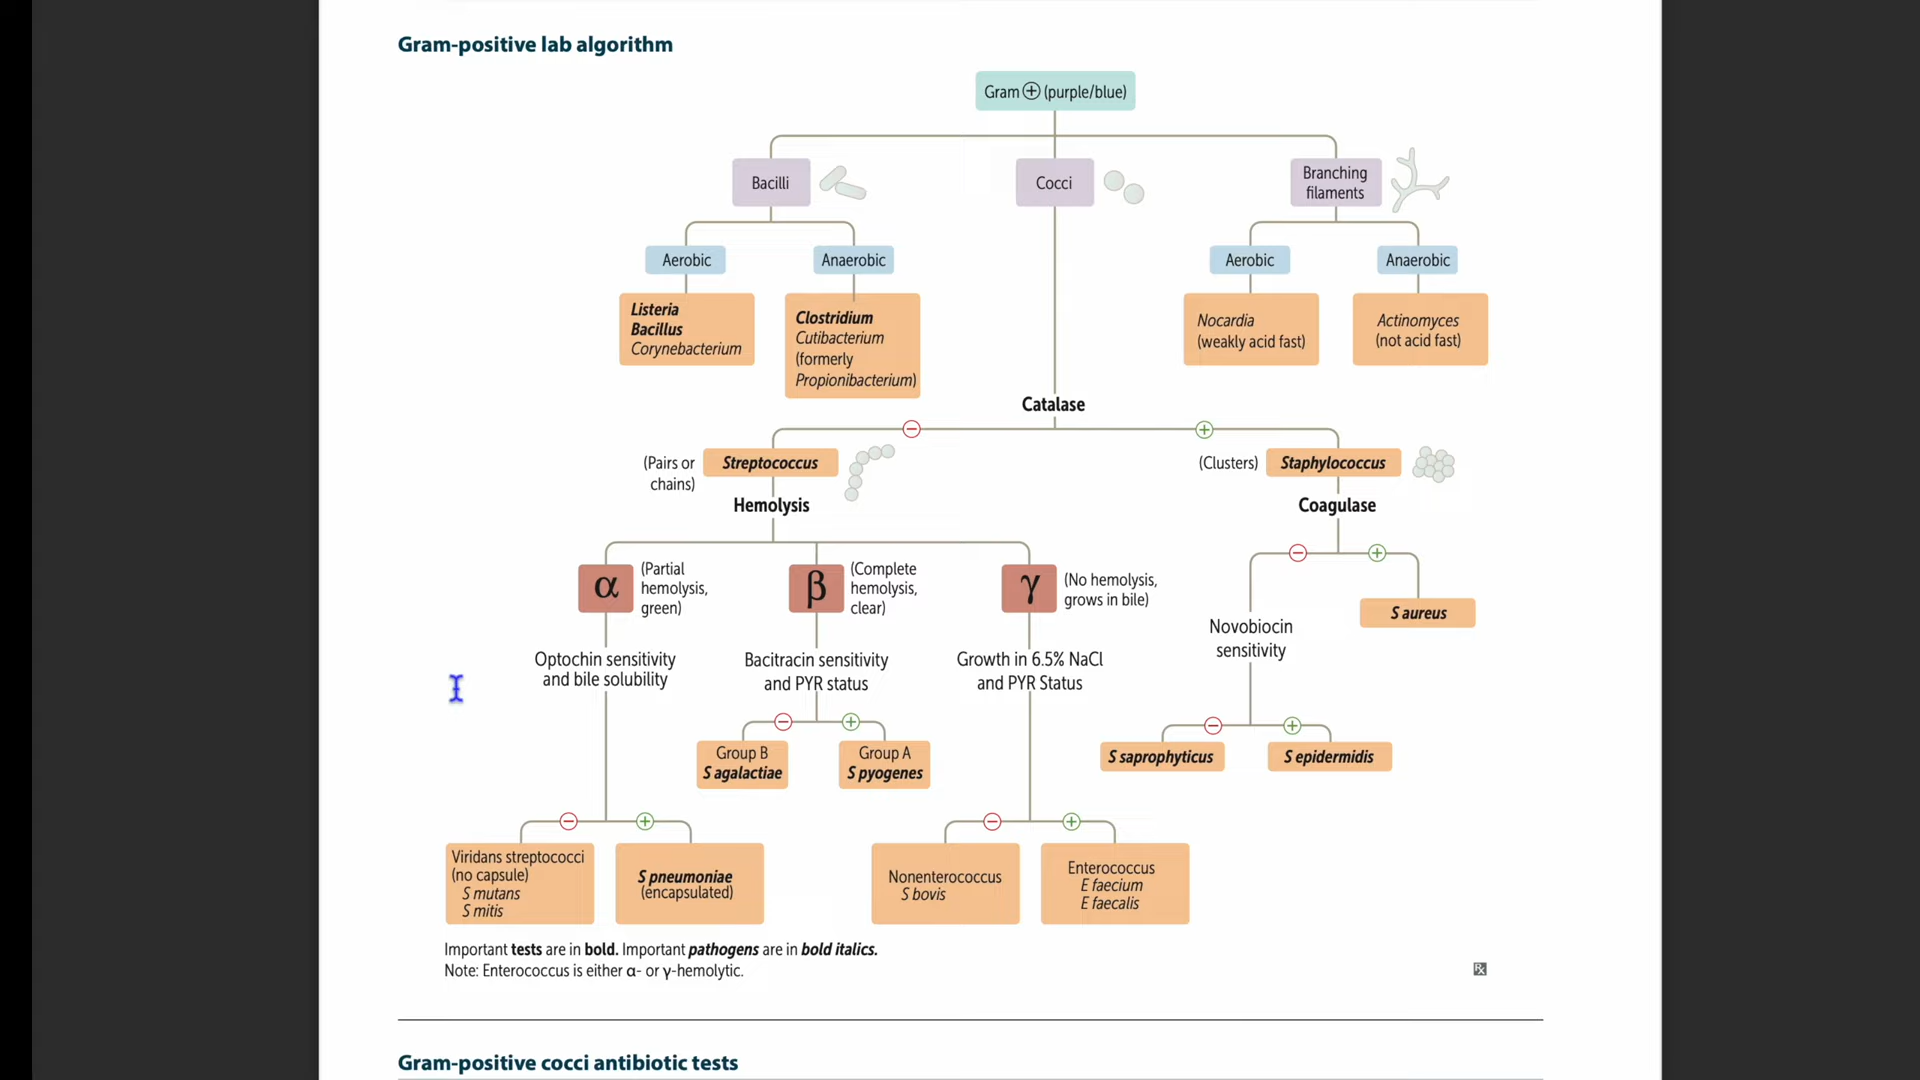 Gram-positive lab algorithm
Gram ⊕ (purple/blue)
Bacilli
Cocci
Branching
filaments
Aerobic
Anaerobic
Aerobic
Anaerobic
Listeria
Bacillus
Corynebacterium
Clostridium
Cutibacterium
(formerly
Propionibacterium)
Nocardia
(weakly acid fast)
Actinomyces
(not acid fast)
Catalase
⊖
⊕
(Pairs or
chains)
Streptococcus
(Clusters)
Staphylococcus
Hemolysis
Coagulase
⊖
⊕
α
(Partial
hemolysis,
green)
β
(Complete
hemolysis,
clear)
γ
(No hemolysis,
grows in bile)
S aureus
Novobiocin
sensitivity
Optochin sensitivity
and bile solubility
Bacitracin sensitivity
and PYR status
Growth in 6.5% NaCl
and PYR Status
⊖
⊕
⊖
⊕
Group B
S agalactiae
Group A
S pyogenes
S saprophyticus
S epidermidis
⊖
⊕
⊖
⊕
Viridans streptococci
(no capsule)
S mutans
S mitis
S pneumoniae
(encapsulated)
Nonenterococcus
S bovis
Enterococcus
E faecium
E faecalis
Important tests are in bold. Important pathogens are in bold italics.
Note: Enterococcus is either α- or γ-hemolytic.
℞
Gram-positive cocci antibiotic tests